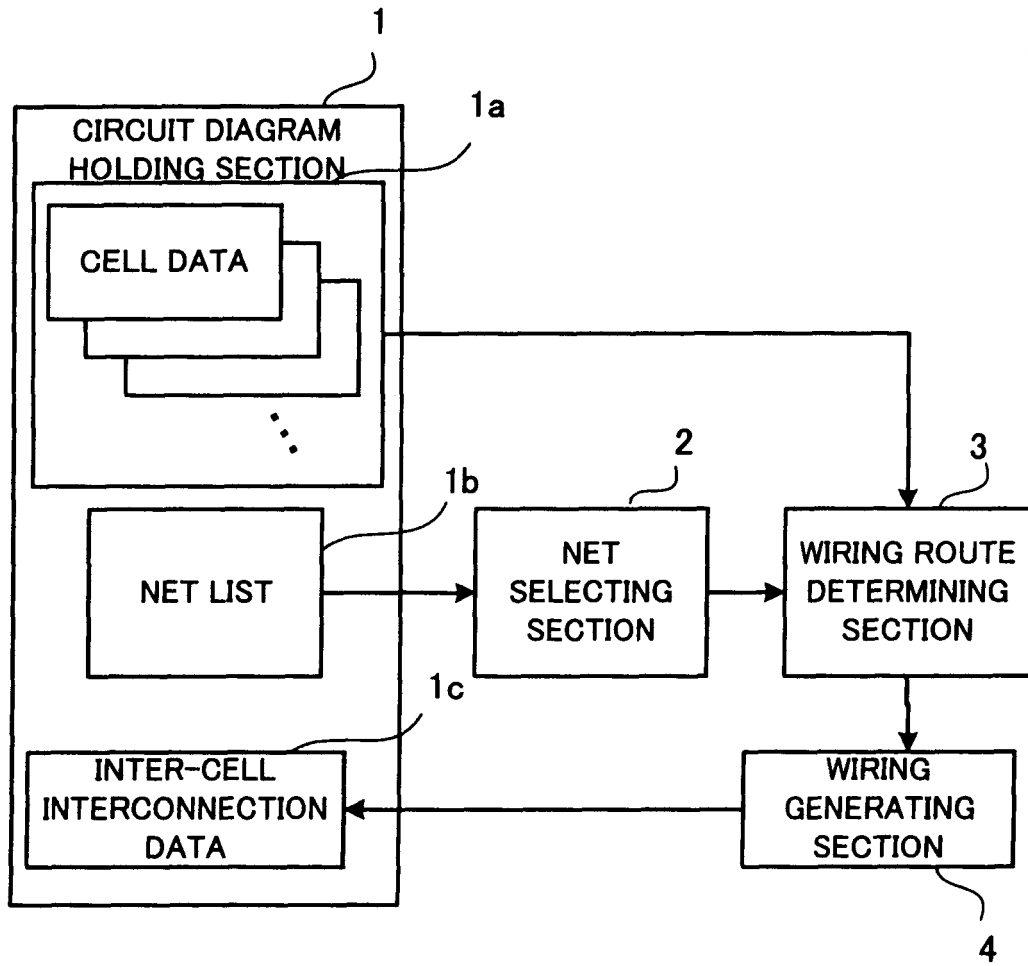 1
1a
CIRCUIT DIAGRAM
HOLDING SECTION
CELL DATA
1b
2
3
NET LIST
NET
SELECTING
SECTION
WIRING ROUTE
DETERMINING
SECTION
1c
INTER-CELL
INTERCONNECTION
DATA
WIRING
GENERATING
SECTION
4